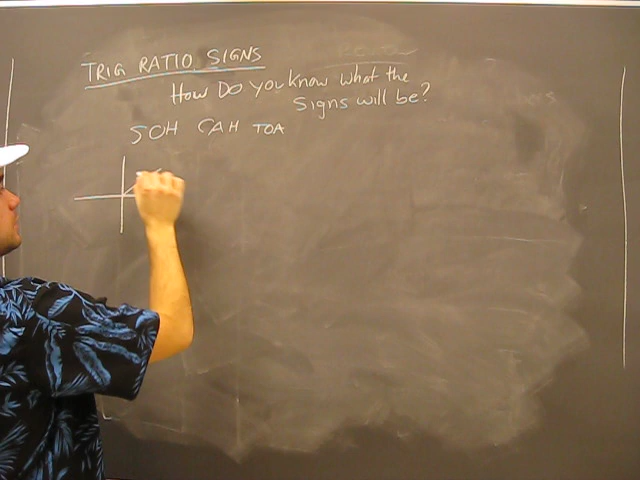 TRIG RATIO SIGNS
How Do You Know What the
Signs will be?
SOH CAH TOA